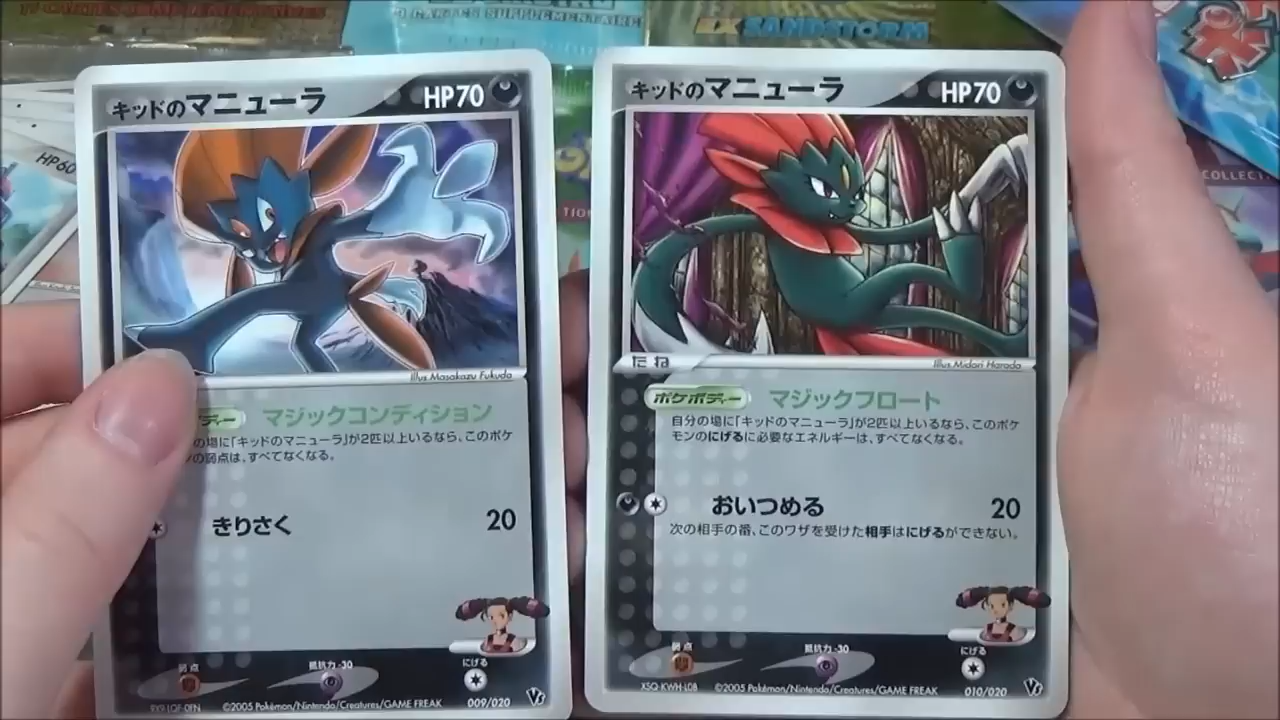 4 CARTES SUPPLEMENTAIRES
EX SANDSTORM
HP60
COLLECT
キッドのマニューラ
HP70
Illus.Masakazu Fukuda
デー マジックコンディション
の場に「キッドのマニューラ」が2匹以上いるなら、このポケ
の弱点は、すべてなくなる。
きりさく
20
弱点
抵抗力 -30
にげる
©2005 Pokémon/Nintendo/Creatures/GAME FREAK
009/020
キッドのマニューラ
HP70
たね
Illus.Midori Harada
ポケボディー マジックフロート
自分の場に「キッドのマニューラ」が2匹以上いるなら、このポケ
モンのにげるに必要なエネルギーは、すべてなくなる。
おいつめる
20
次の相手の番、このワザを受けた相手はにげるができない。
弱点
抵抗力 -30
にげる
XSQ-KWH-L0B
©2005 Pokémon/Nintendo/Creatures/GAME FREAK
010/020